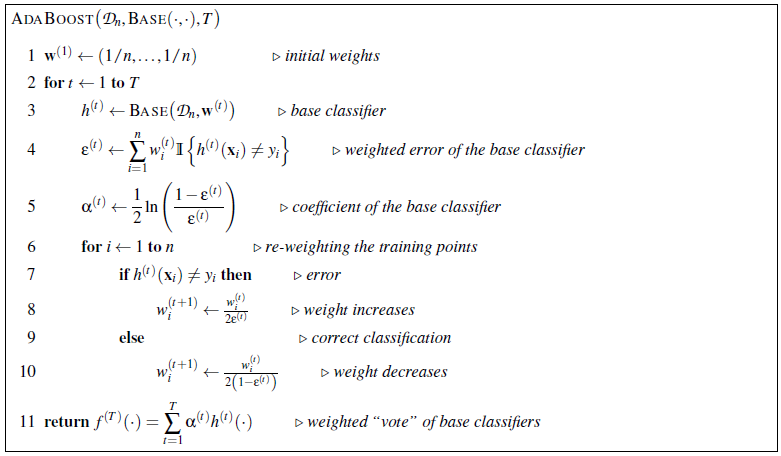 ADABOOST(𝒟ₙ, BASE(·,·), T)
1 w⁽¹⁾ ← (1/n,...,1/n) ▷ initial weights
2 for t ← 1 to T
3 h⁽ᵗ⁾ ← BASE(𝒟ₙ, w⁽ᵗ⁾) ▷ base classifier
4 ε⁽ᵗ⁾ ← ∑ᵢ₌₁ⁿ wᵢ⁽ᵗ⁾ 𝕀{h⁽ᵗ⁾(xᵢ) ≠ yᵢ} ▷ weighted error of the base classifier
5 α⁽ᵗ⁾ ← 1/2 ln((1−ε⁽ᵗ⁾)/ε⁽ᵗ⁾) ▷ coefficient of the base classifier
6 for i ← 1 to n ▷ re-weighting the training points
7 if h⁽ᵗ⁾(xᵢ) ≠ yᵢ then ▷ error
8 wᵢ⁽ᵗ⁺¹⁾ ← wᵢ⁽ᵗ⁾/2ε⁽ᵗ⁾ ▷ weight increases
9 else ▷ correct classification
10 wᵢ⁽ᵗ⁺¹⁾ ← wᵢ⁽ᵗ⁾/2(1−ε⁽ᵗ⁾) ▷ weight decreases
11 return f⁽ᵀ⁾(·) = ∑ₜ₌₁ᵀ α⁽ᵗ⁾h⁽ᵗ⁾(·) ▷ weighted “vote” of base classifiers